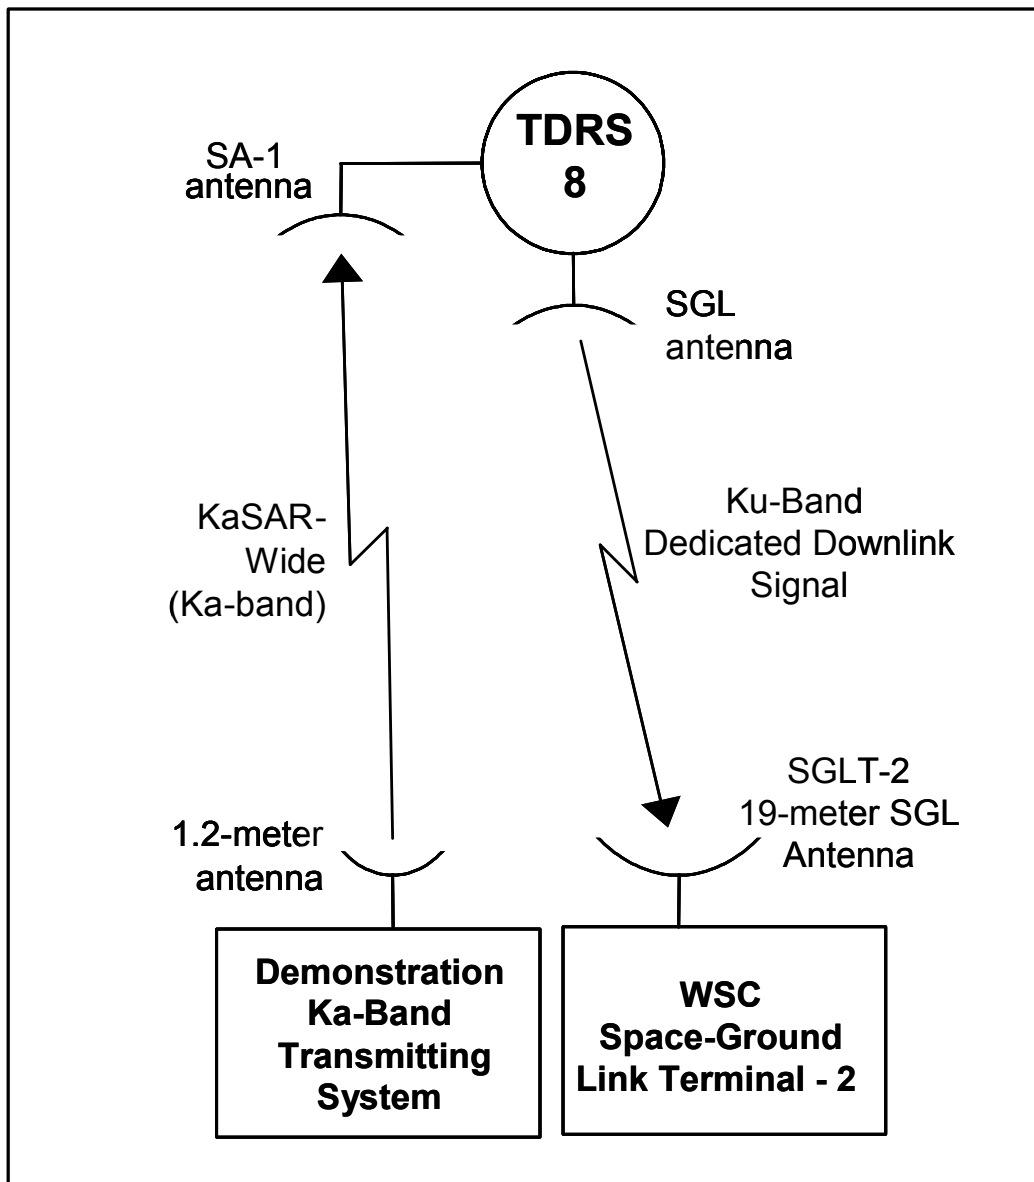 TDRS
8
SA-1
antenna
SGL
antenna
KaSAR-
Wide
(Ka-band)
Ku-Band
Dedicated Downlink
Signal
1.2-meter
antenna
SGLT-2
19-meter SGL
Antenna
Demonstration
Ka-Band
Transmitting
System
WSC
Space-Ground
Link Terminal - 2